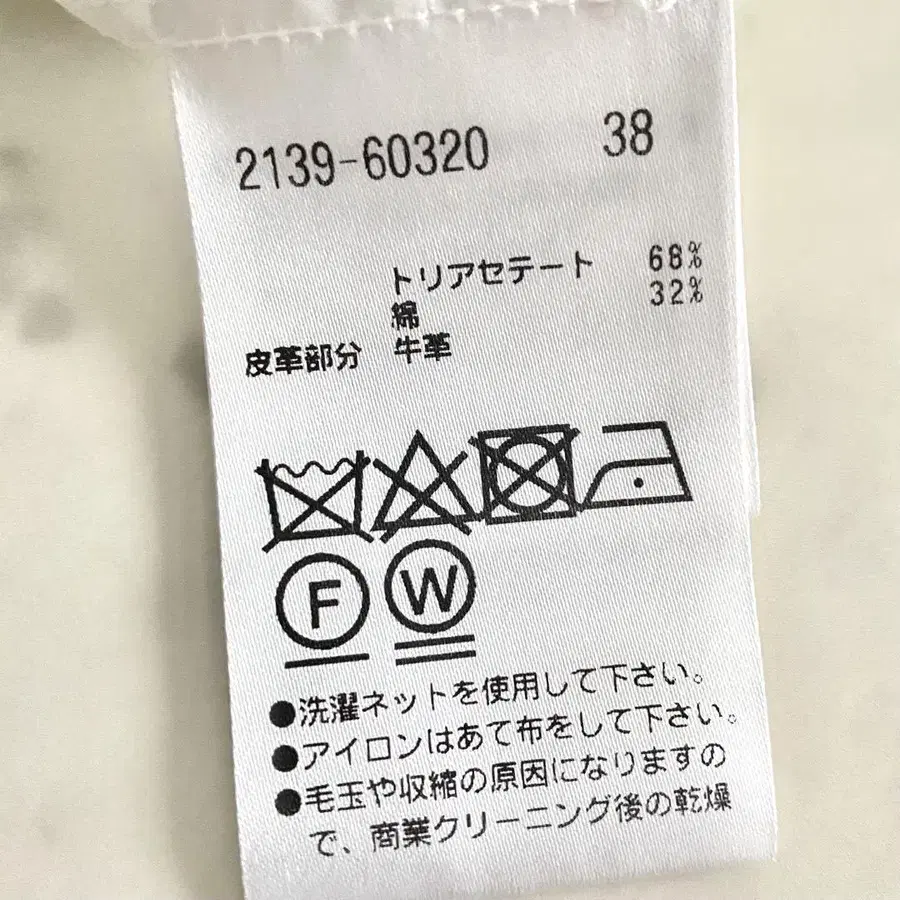 2139-60320 38
トリアセテート 68%
綿 32%
皮革部分 牛革
F W
●洗濯ネットを使用して下さい。
●アイロンはあて布をして下さい。
●毛玉や収縮の原因になりますの
で、商業クリーニング後の乾燥